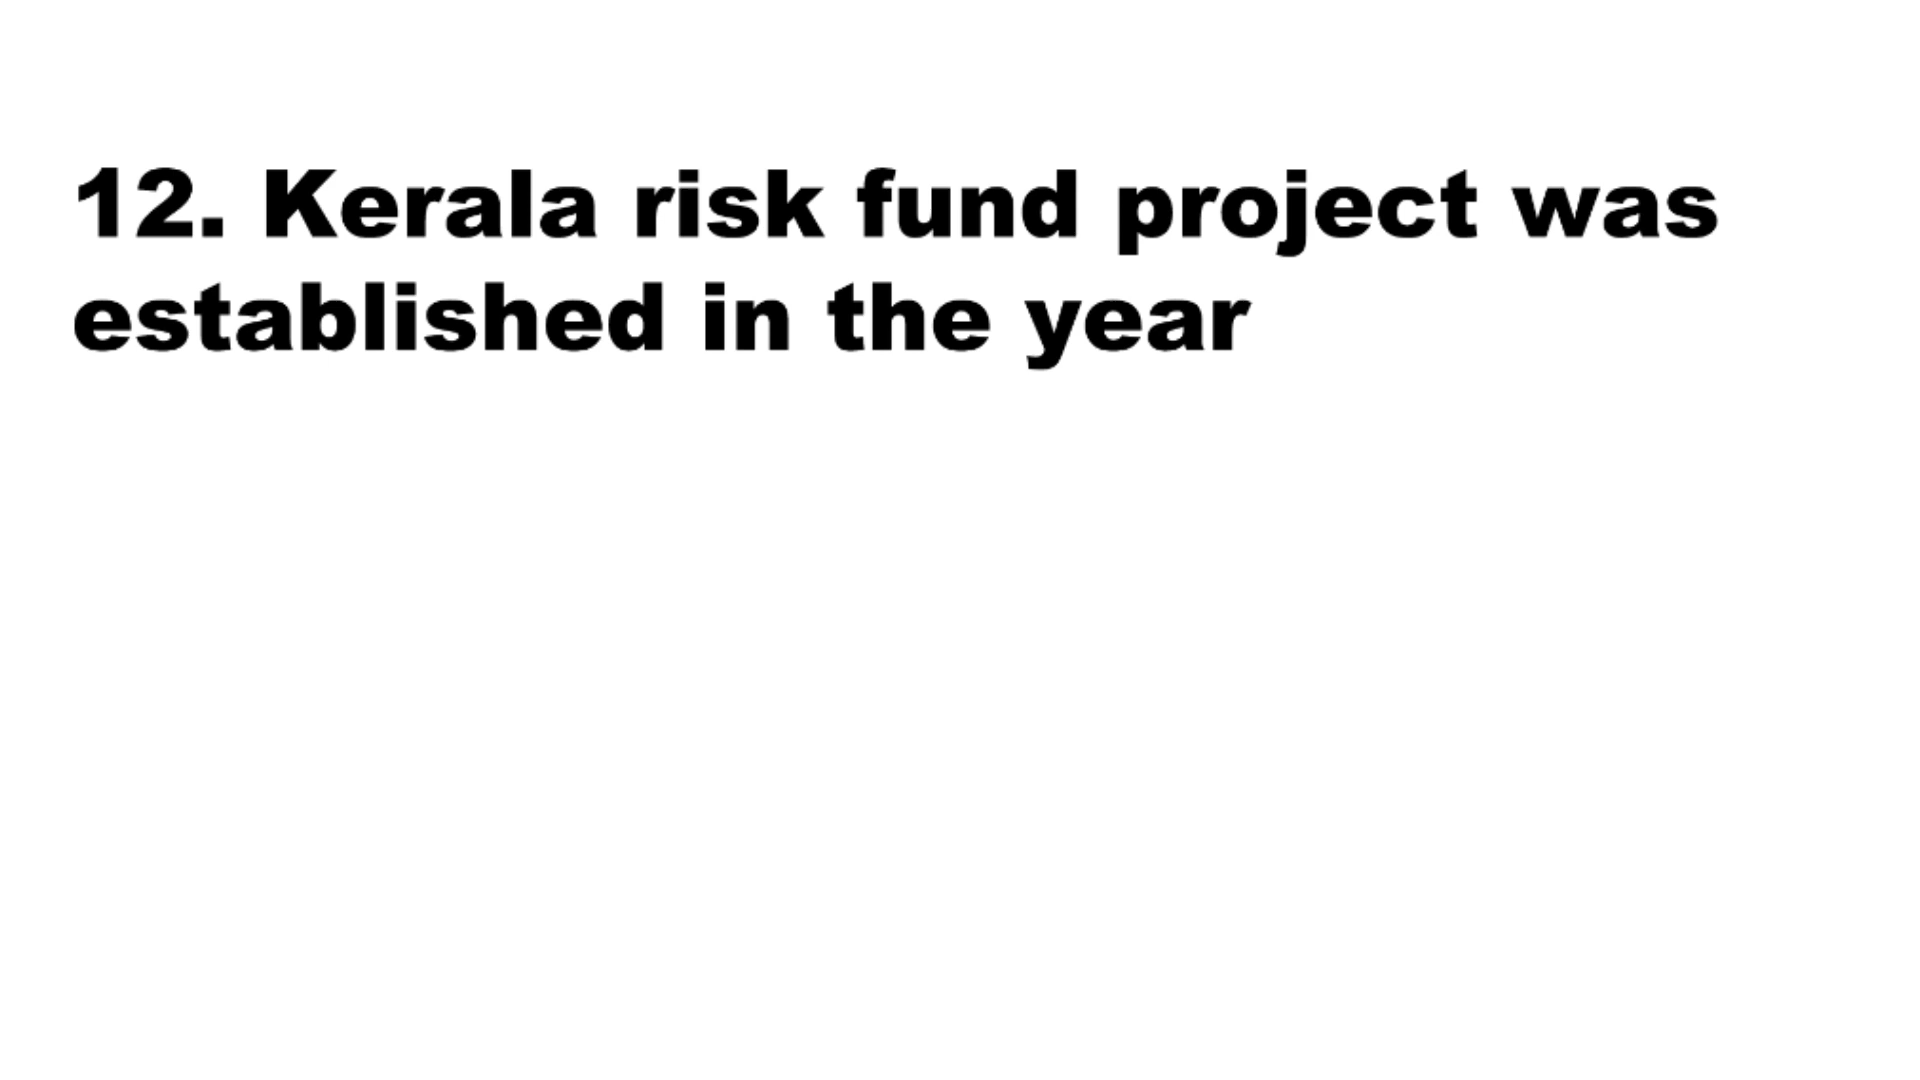 12. Kerala risk fund project was
established in the year